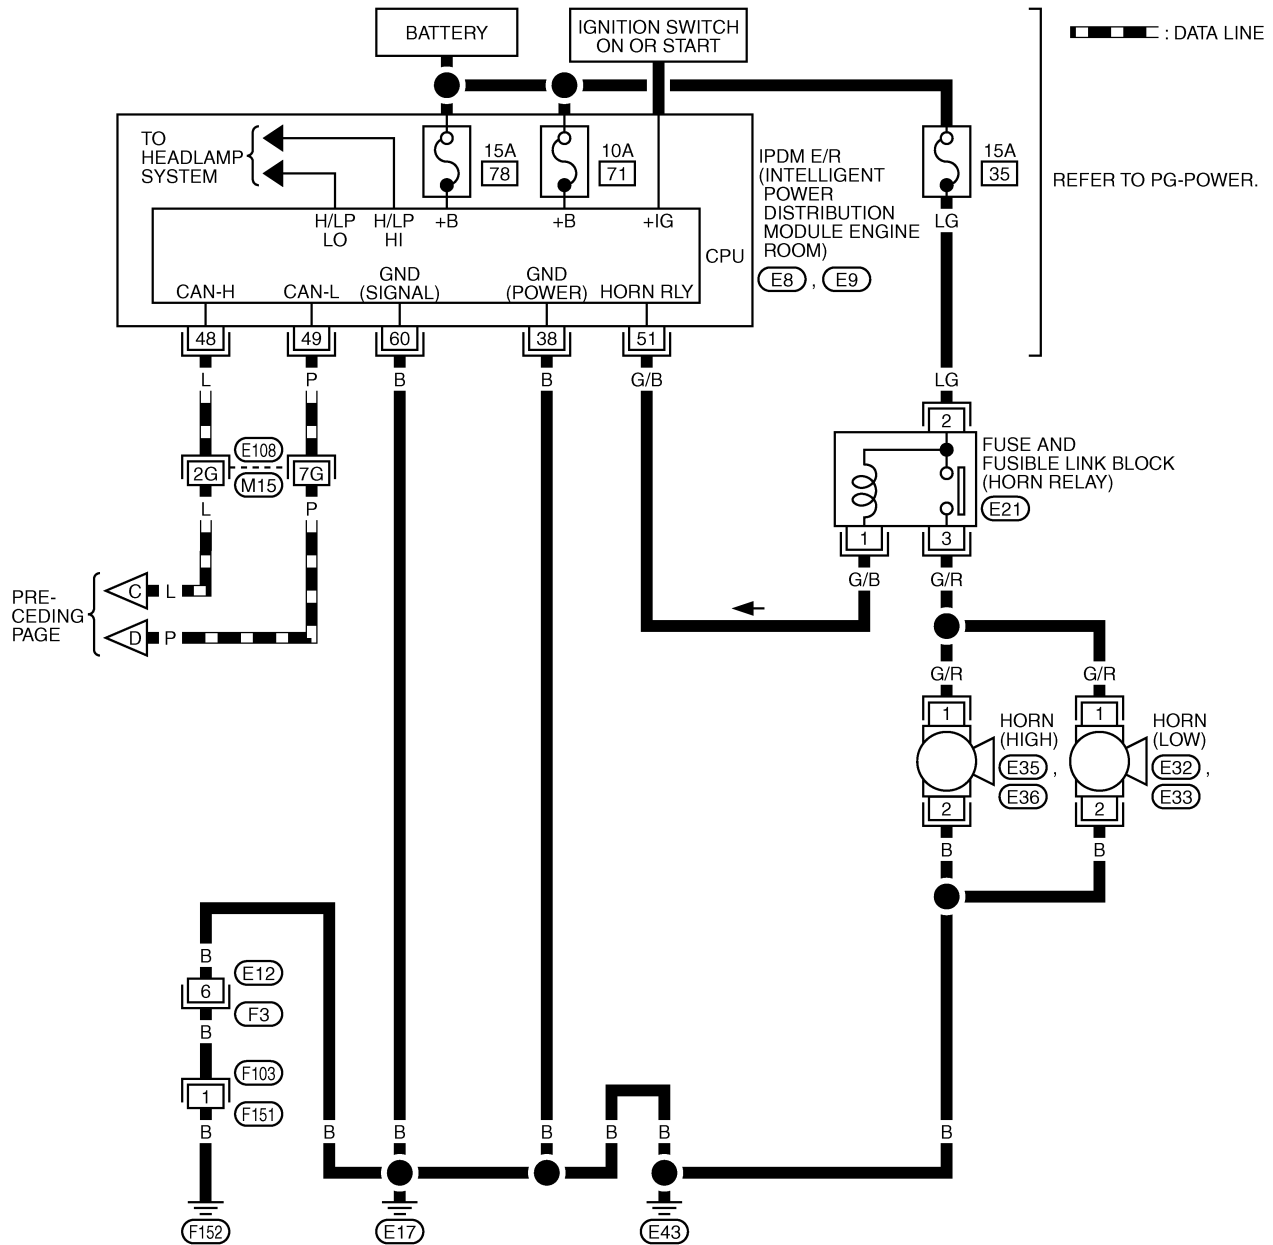 BATTERY
IGNITION SWITCH
ON OR START
: DATA LINE
TO
HEADLAMP
SYSTEM
15A
78
10A
71
15A
35
REFER TO PG-POWER.
IPDM E/R
(INTELLIGENT
POWER
DISTRIBUTION
MODULE ENGINE
ROOM)
E8 , E9
H/LP
LO
H/LP
HI
+B
+B
+IG
LG
CPU
CAN-H
CAN-L
GND
(SIGNAL)
GND
(POWER)
HORN RLY
48
49
60
38
51
L
P
B
B
G/B
LG
2
FUSE AND
FUSIBLE LINK BLOCK
(HORN RELAY)
E21
E108
2G
7G
M15
L
P
1
3
G/B
G/R
PRE-
CEDING
PAGE
C
L
D
P
G/R
G/R
1
1
HORN
(HIGH)
E35 ,
E36
HORN
(LOW)
E32 ,
E33
2
2
B
B
B
E12
6
F3
B
F103
1
F151
B
B
B
B
B
B
B
F152
E17
E43